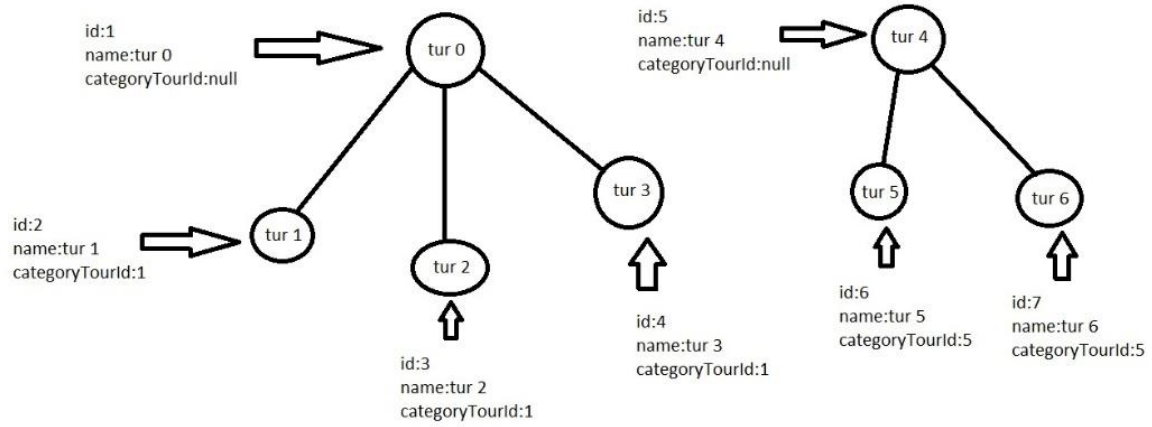 id:1
name:tur 0
categoryTourId:null
tur 0
id:5
name:tur 4
categoryTourId:null
tur 4
id:2
name:tur 1
categoryTourId:1
tur 1
tur 2
tur 3
tur 5
tur 6
id:3
name:tur 2
categoryTourId:1
id:4
name:tur 3
categoryTourId:1
id:6
name:tur 5
categoryTourId:5
id:7
name:tur 6
categoryTourId:5